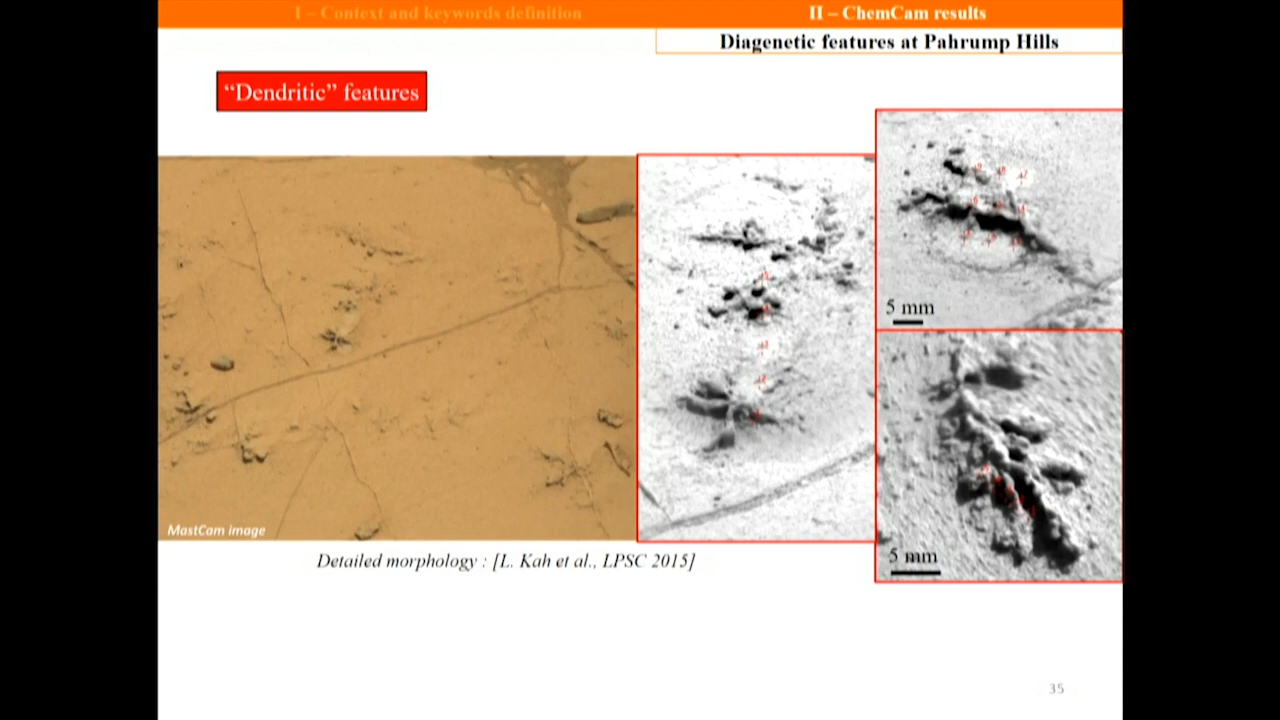 I – Context and keywords definition
II – ChemCam results
Diagenetic features at Pahrump Hills
“Dendritic” features
5 mm
5 mm
MastCam image
Detailed morphology : [L. Kah et al., LPSC 2015]
35